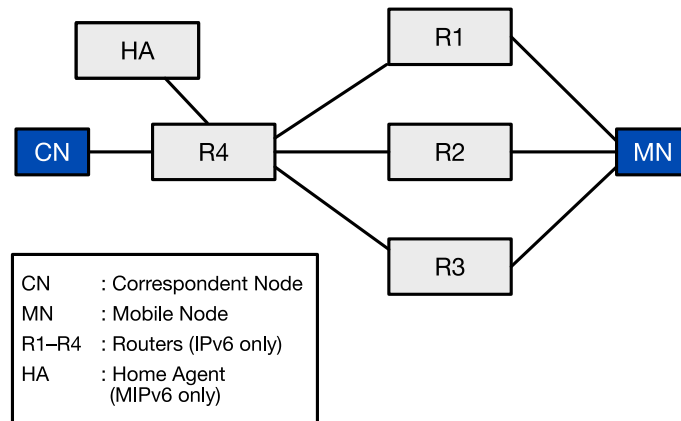 HA
R1
CN
R4
R2
MN
R3
CN : Correspondent Node
MN : Mobile Node
R1–R4 : Routers (IPv6 only)
HA : Home Agent
(MIPv6 only)